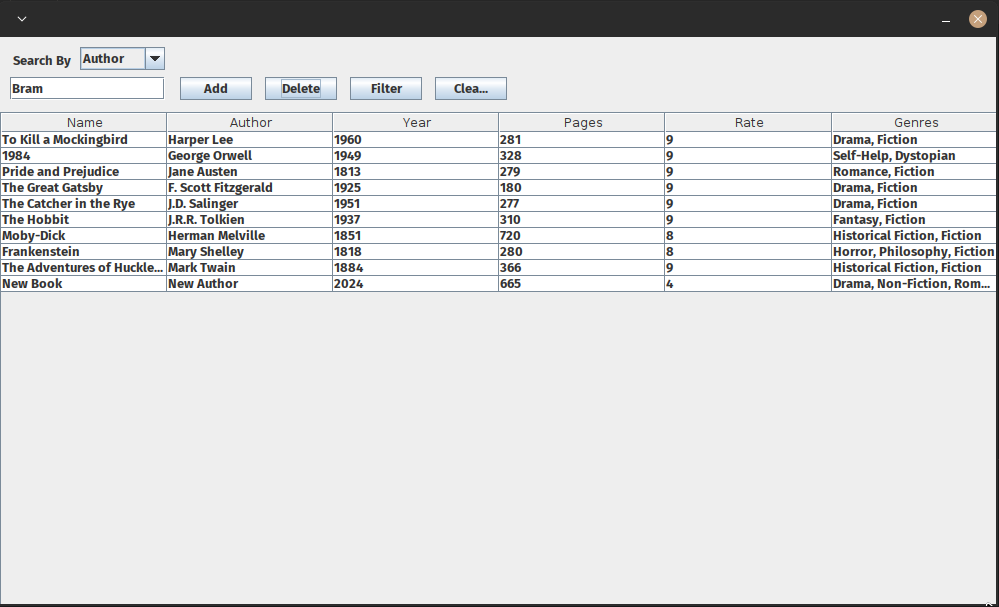 Search By Author
Bram Add Delete Filter Clea...
Name Author Year Pages Rate Genres
To Kill a Mockingbird Harper Lee 1960 281 9 Drama, Fiction
1984 George Orwell 1949 328 9 Self-Help, Dystopian
Pride and Prejudice Jane Austen 1813 279 9 Romance, Fiction
The Great Gatsby F. Scott Fitzgerald 1925 180 9 Drama, Fiction
The Catcher in the Rye J.D. Salinger 1951 277 9 Drama, Fiction
The Hobbit J.R.R. Tolkien 1937 310 9 Fantasy, Fiction
Moby-Dick Herman Melville 1851 720 8 Historical Fiction, Fiction
Frankenstein Mary Shelley 1818 280 8 Horror, Philosophy, Fiction
The Adventures of Huckle... Mark Twain 1884 366 9 Historical Fiction, Fiction
New Book New Author 2024 665 4 Drama, Non-Fiction, Rom...